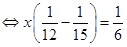 ⇔ x(1/12 − 1/15) = 1/6